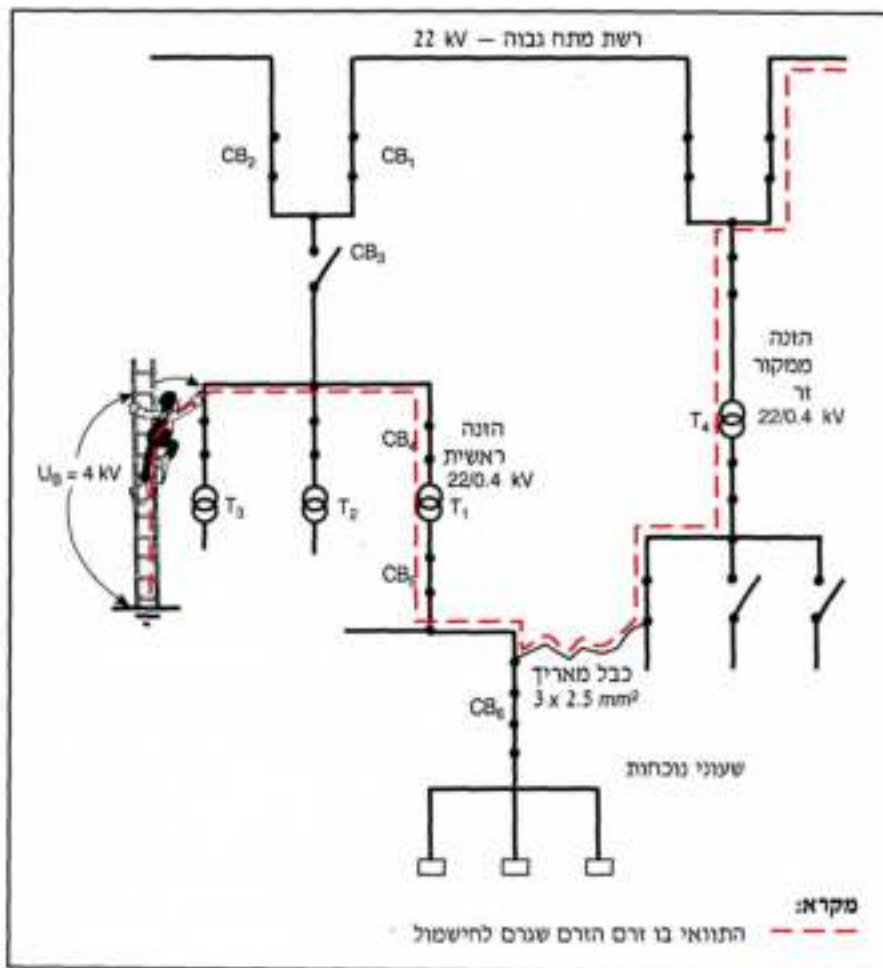 רשת מתח גבוה — 22 kV
CB₂
CB₁
CB₃
הזנה
ממקור
זר
22/0.4 kV
T₄
הזנה
ראשית
22/0.4 kV
CB₄
U_B = 4 kV
T₃
T₂
T₁
CB₅
כבל מאריך
3 x 2.5 mm²
CB₆
שעוני נוכחות
מקרא:
התוואי בו זרם הזרם שגרם לחישמול